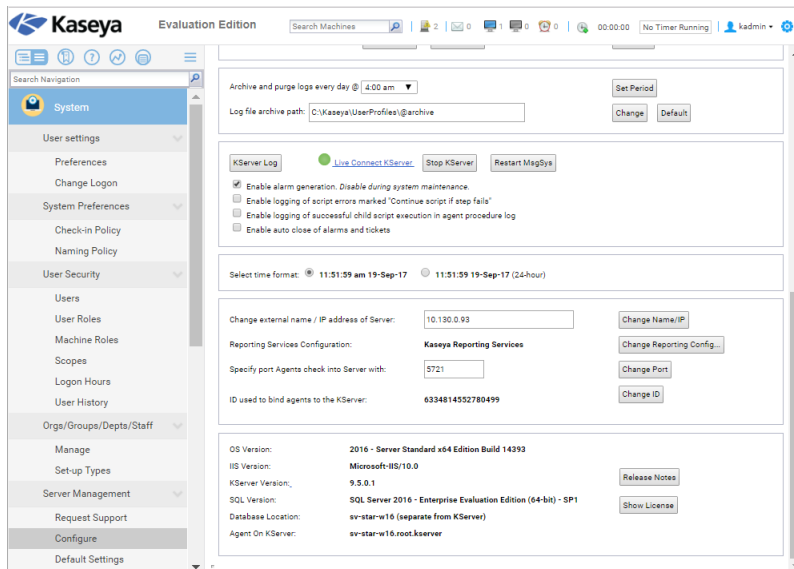 Kaseya
Evaluation Edition
Search Machines
2
0
1
0
0
00:00:00
No Timer Running
kadmin
Search Navigation
System
User settings
Preferences
Change Logon
System Preferences
Check-in Policy
Naming Policy
User Security
Users
User Roles
Machine Roles
Scopes
Logon Hours
User History
Orgs/Groups/Depts/Staff
Manage
Set-up Types
Server Management
Request Support
Configure
Default Settings
Archive and purge logs every day @ 4:00 am
Set Period
Log file archive path: C:\Kaseya\UserProfiles\@archive
Change
Default
KServer Log
Live Connect KServer
Stop KServer
Restart MsgSys
Enable alarm generation. Disable during system maintenance.
Enable logging of script errors marked "Continue script if step fails"
Enable logging of successful child script execution in agent procedure log
Enable auto close of alarms and tickets
Select time format: 11:51:59 am 19-Sep-17 11:51:59 19-Sep-17 (24-hour)
Change external name / IP address of Server: 10.130.0.93
Change Name/IP
Reporting Services Configuration: Kaseya Reporting Services
Change Reporting Config...
Specify port Agents check into Server with: 5721
Change Port
ID used to bind agents to the KServer: 6334814552780499
Change ID
OS Version: 2016 - Server Standard x64 Edition Build 14393
IIS Version: Microsoft-IIS/10.0
KServer Version: 9.5.0.1
Release Notes
SQL Version: SQL Server 2016 - Enterprise Evaluation Edition (64-bit) - SP1
Show License
Database Location: sv-star-w16 (separate from KServer)
Agent On KServer: sv-star-w16.root.kserver